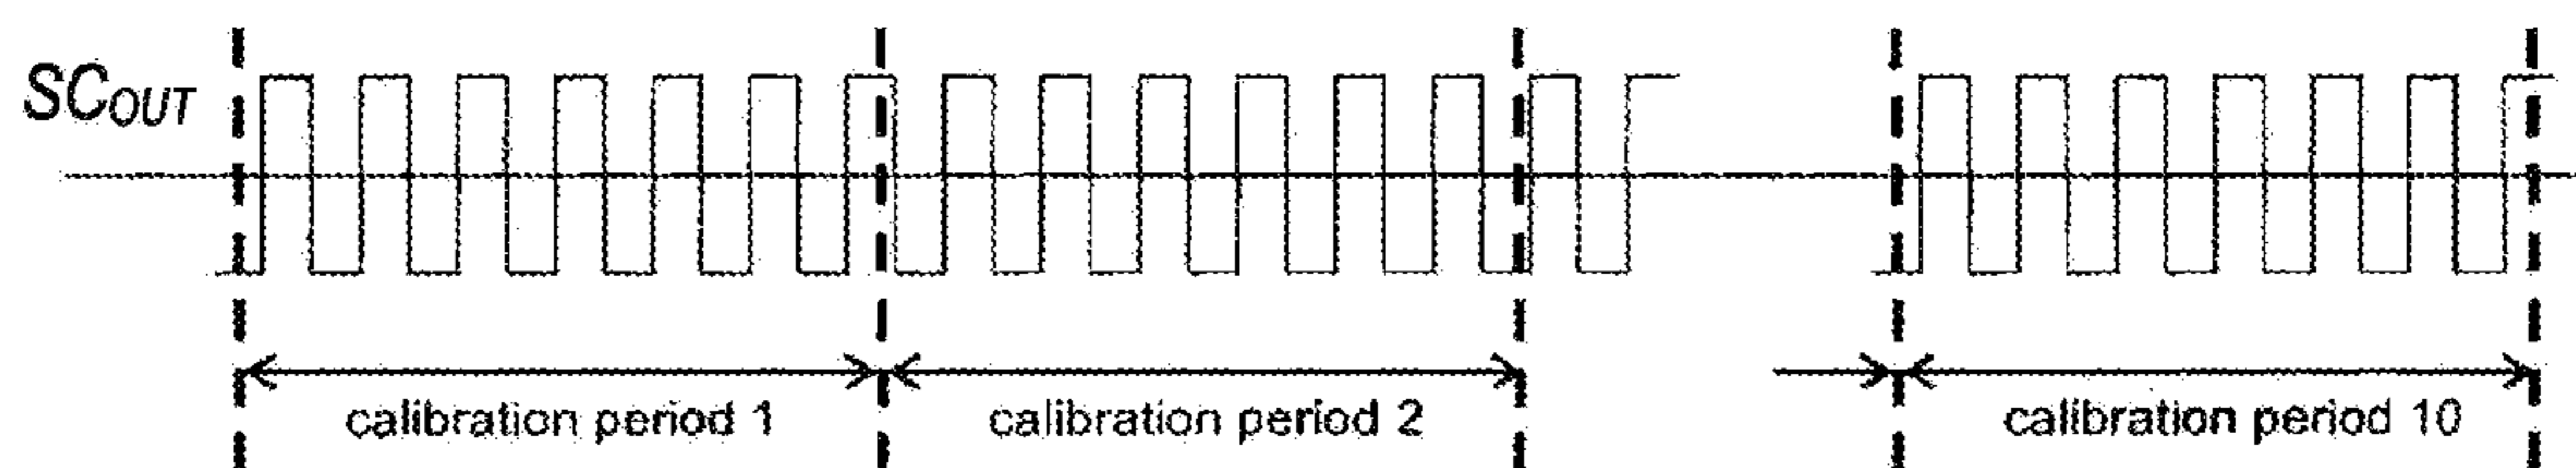 SCOUT
calibration period 1
calibration period 2
calibration period 10